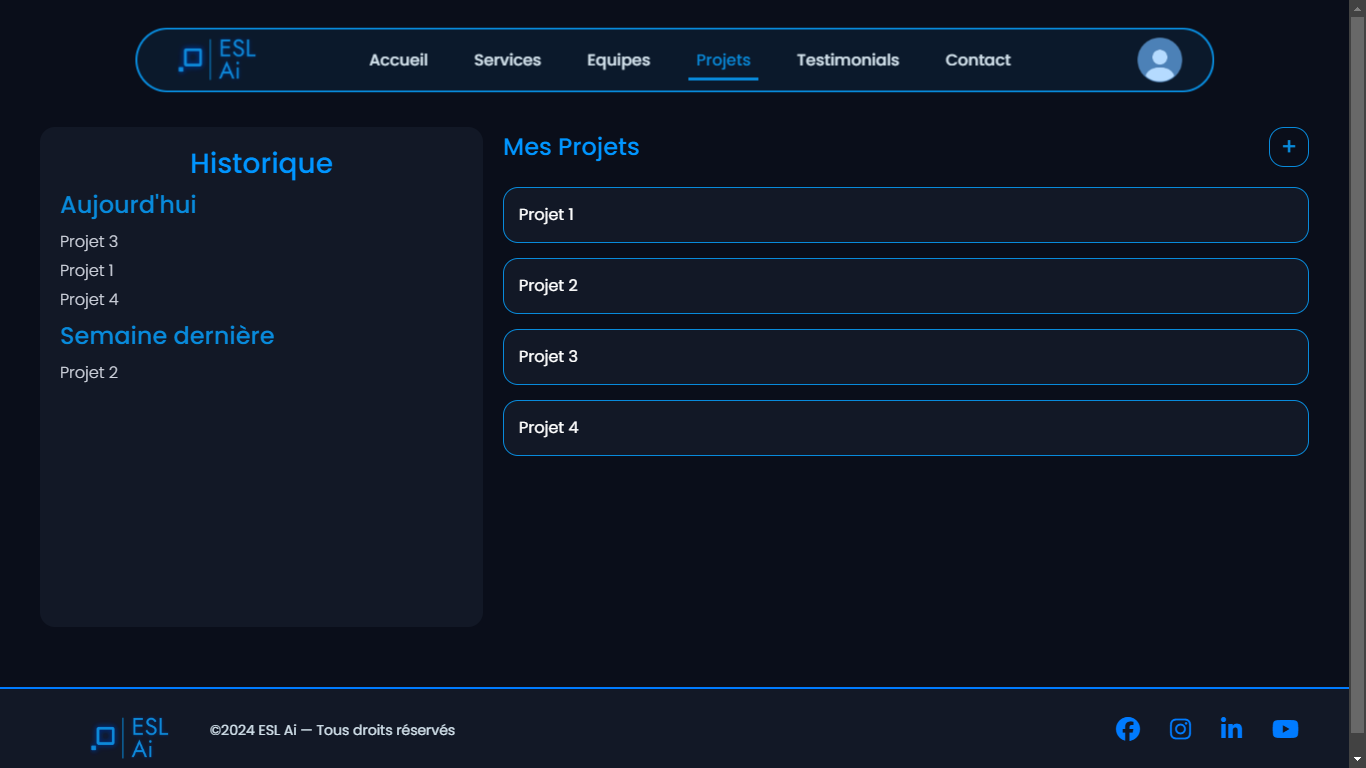 ESL
Ai
Accueil Services Equipes Projets Testimonials Contact
Historique
Aujourd'hui
Projet 3
Projet 1
Projet 4
Semaine dernière
Projet 2
Mes Projets
+
Projet 1
Projet 2
Projet 3
Projet 4
ESL
Ai
©2024 ESL Ai — Tous droits réservés